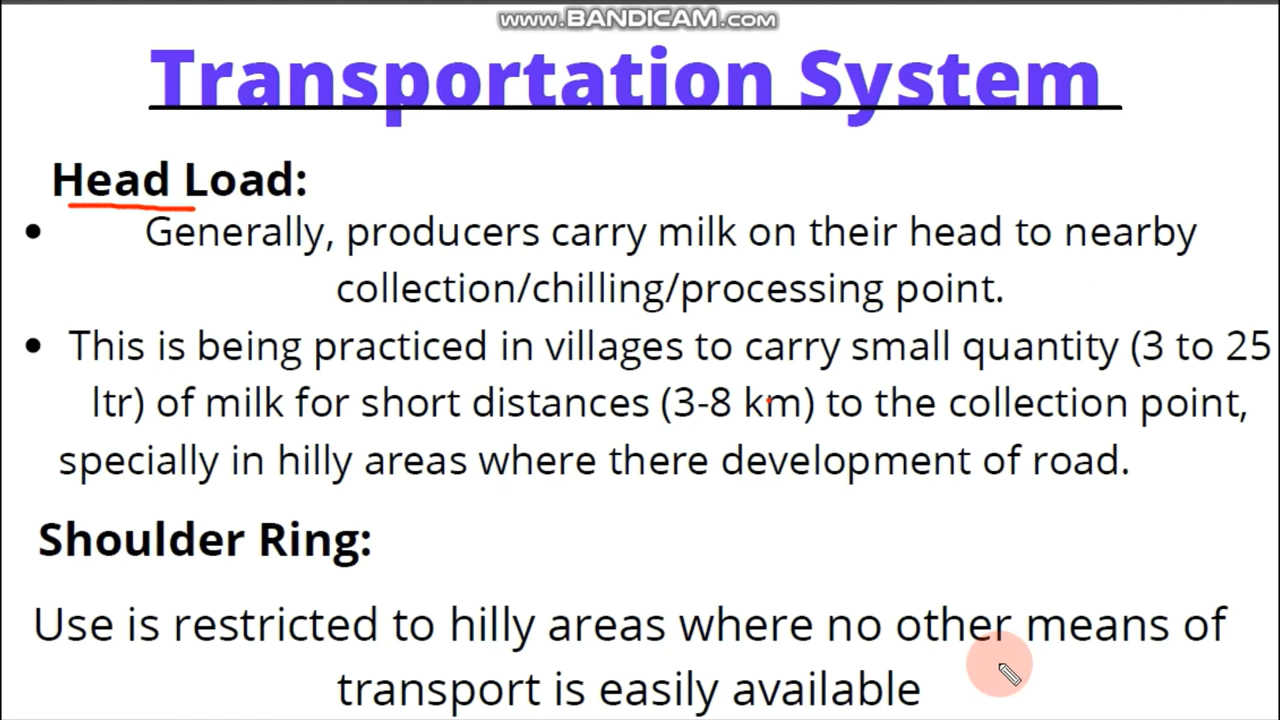 www.BANDICAM.com
Transportation System
Head Load:
• Generally, producers carry milk on their head to nearby
collection/chilling/processing point.
• This is being practiced in villages to carry small quantity (3 to 25
ltr) of milk for short distances (3-8 km) to the collection point,
specially in hilly areas where there development of road.
Shoulder Ring:
Use is restricted to hilly areas where no other means of
transport is easily available